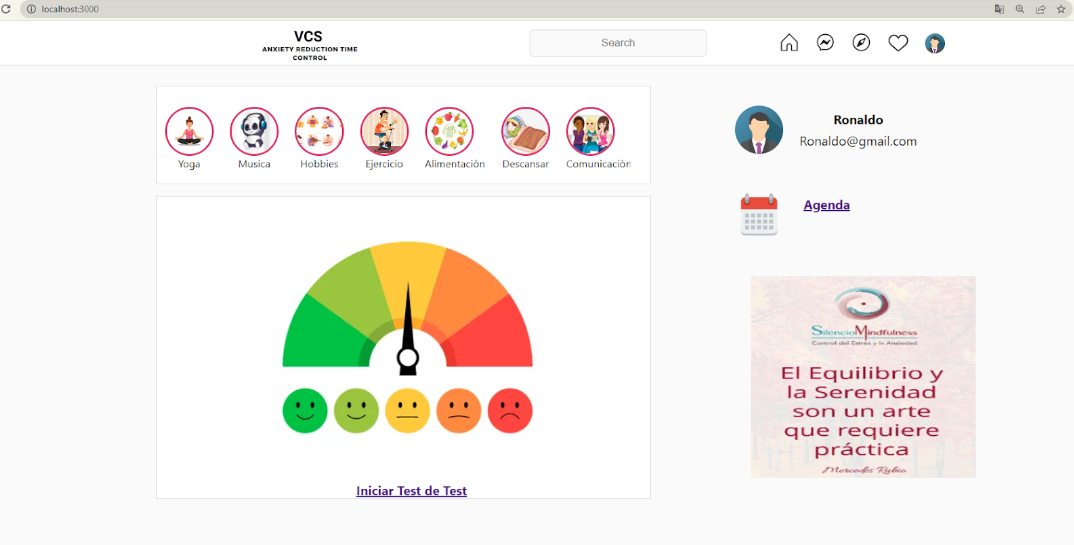 localhost:3000
VCS
ANXIETY REDUCTION TIME
CONTROL
Search
Yoga
Musica
Hobbies
Ejercicio
Alimentación
Descansar
Comunicación
Ronaldo
Ronaldo@gmail.com
Agenda
SilencioMindfulness
Control del Estrés y la Ansiedad
El Equilibrio y
la Serenidad
son un arte
que requiere
práctica
Mercedes Rubio
Iniciar Test de Test